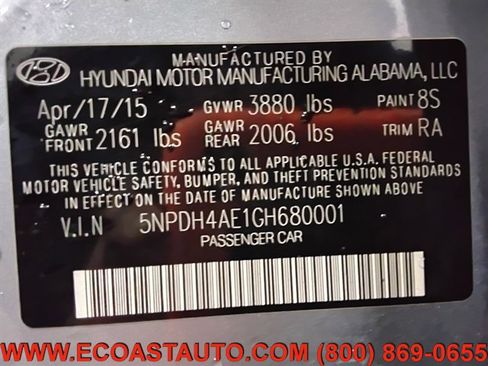 MANUFACTURED BY
HYUNDAI MOTOR MANUFACTURING ALABAMA, LLC
Apr/17/15 GVWR 3880 lbs PAINT 8S
GAWR FRONT 2161 lbs GAWR REAR 2006 lbs TRIM RA
THIS VEHICLE CONFORMS TO ALL APPLICABLE U.S.A. FEDERAL
MOTOR VEHICLE SAFETY, BUMPER, AND THEFT PREVENTION STANDARDS
IN EFFECT ON THE DATE OF MANUFACTURE SHOWN ABOVE
V.I.N 5NPDH4AE1GH680001
PASSENGER CAR
WWW.ECOASTAUTO.COM (800) 869-0655